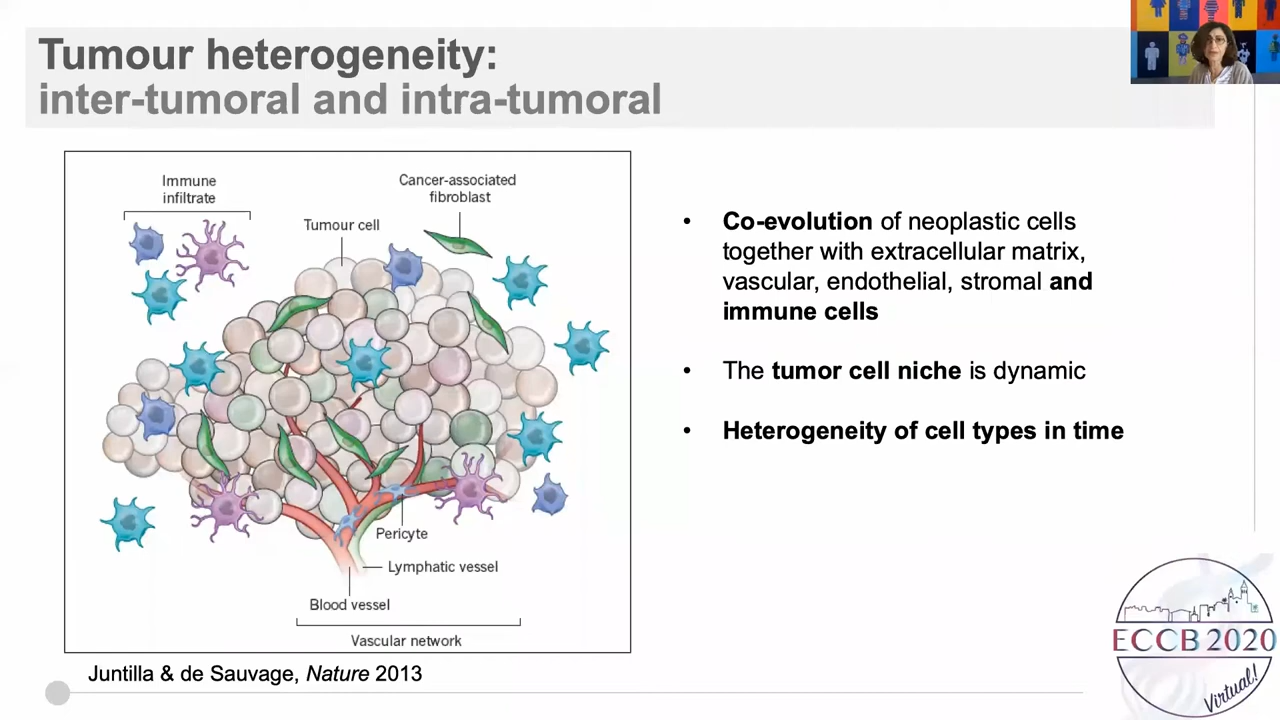 Tumour heterogeneity:
inter-tumoral and intra-tumoral
Immune
infiltrate
Cancer-associated
fibroblast
Tumour cell
Pericyte
Lymphatic vessel
Blood vessel
Vascular network
Juntilla & de Sauvage, Nature 2013
• Co-evolution of neoplastic cells
together with extracellular matrix,
vascular, endothelial, stromal and
immune cells
• The tumor cell niche is dynamic
• Heterogeneity of cell types in time
ECCB 2020
Virtual!